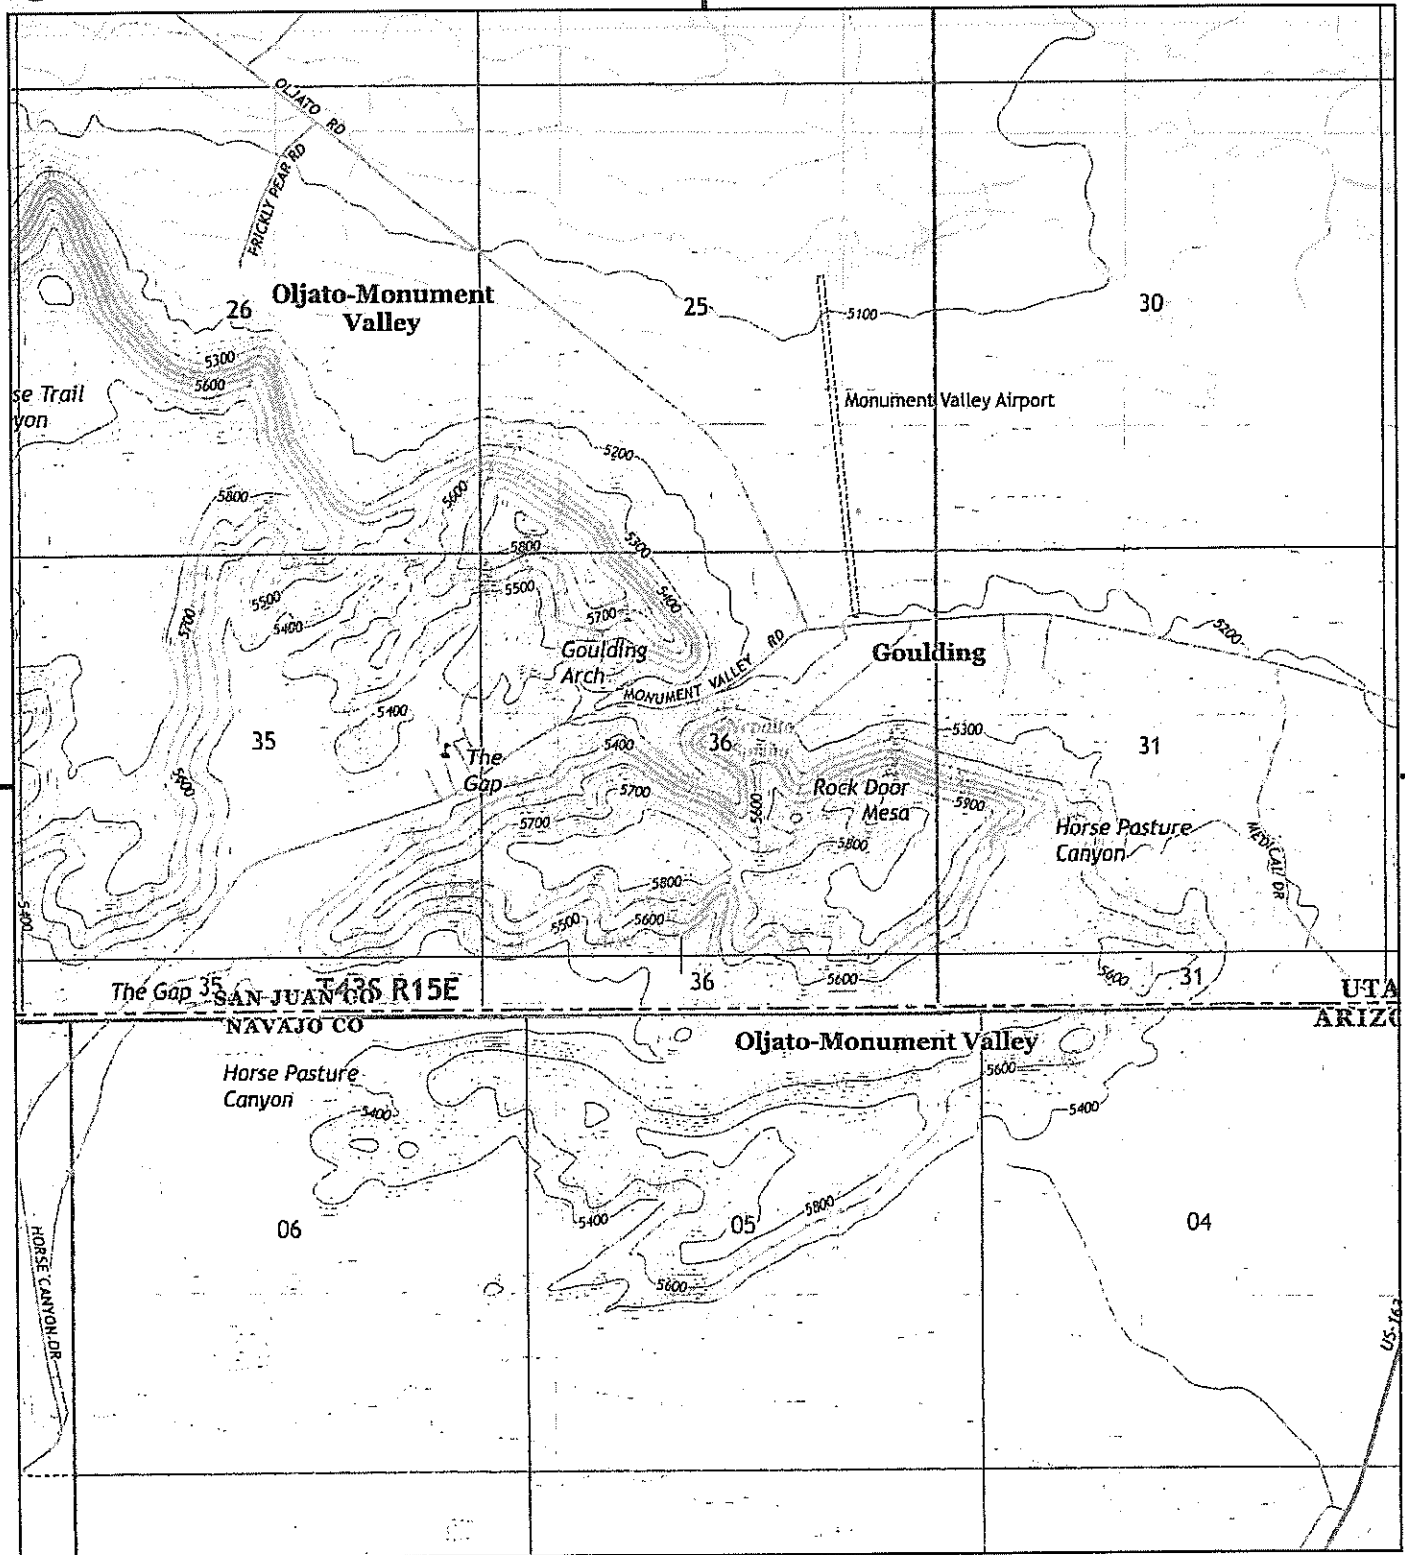 OLJATO RD
PRICKLY PEAR RD
Oljato-Monument
Valley
26
25
30
5100
5300
5600
se Trail
yon
Monument Valley Airport
5200
5800
5600
5300
5800
5500
5400
5500
5400
5700
5700
Goulding
Arch
MONUMENT VALLEY RD
Goulding
5200
5400
35
36
31
5300
5400
The
Gap
5600
5700
5600
Rock Door
Mesa
5900
5700
5800
Horse Pasture
Canyon
MEDICAL DR
5800
5400
5500
5600
5600
5600
The Gap
35
T43S R15E
36
31
SAN JUAN CO
UTA
NAVAJO CO
ARIZO
Oljato-Monument Valley
Horse Pasture
Canyon
5400
5600
5400
06
5400
05
5800
04
HORSE CANYON DR
5600
US-163